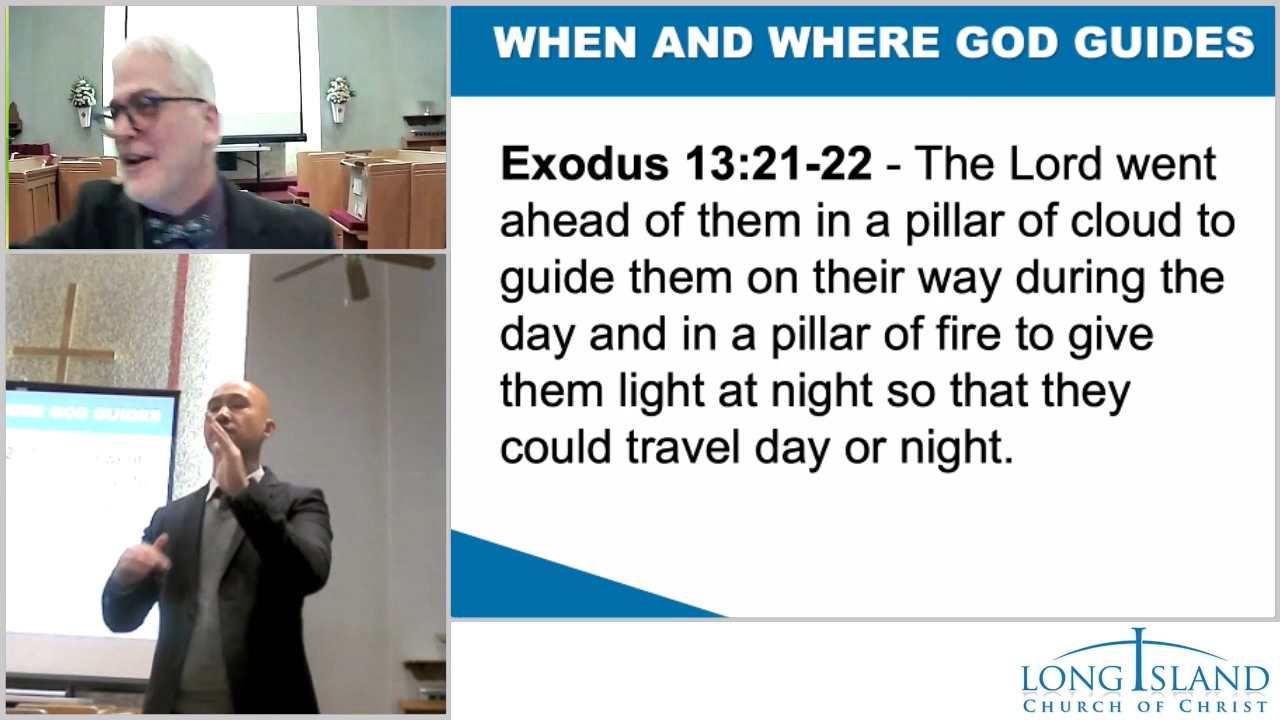 WHEN AND WHERE GOD GUIDES
Exodus 13:21-22 - The Lord went
ahead of them in a pillar of cloud to
guide them on their way during the
day and in a pillar of fire to give
them light at night so that they
could travel day or night.
GOD GUIDES
LONG ISLAND
CHURCH OF CHRIST